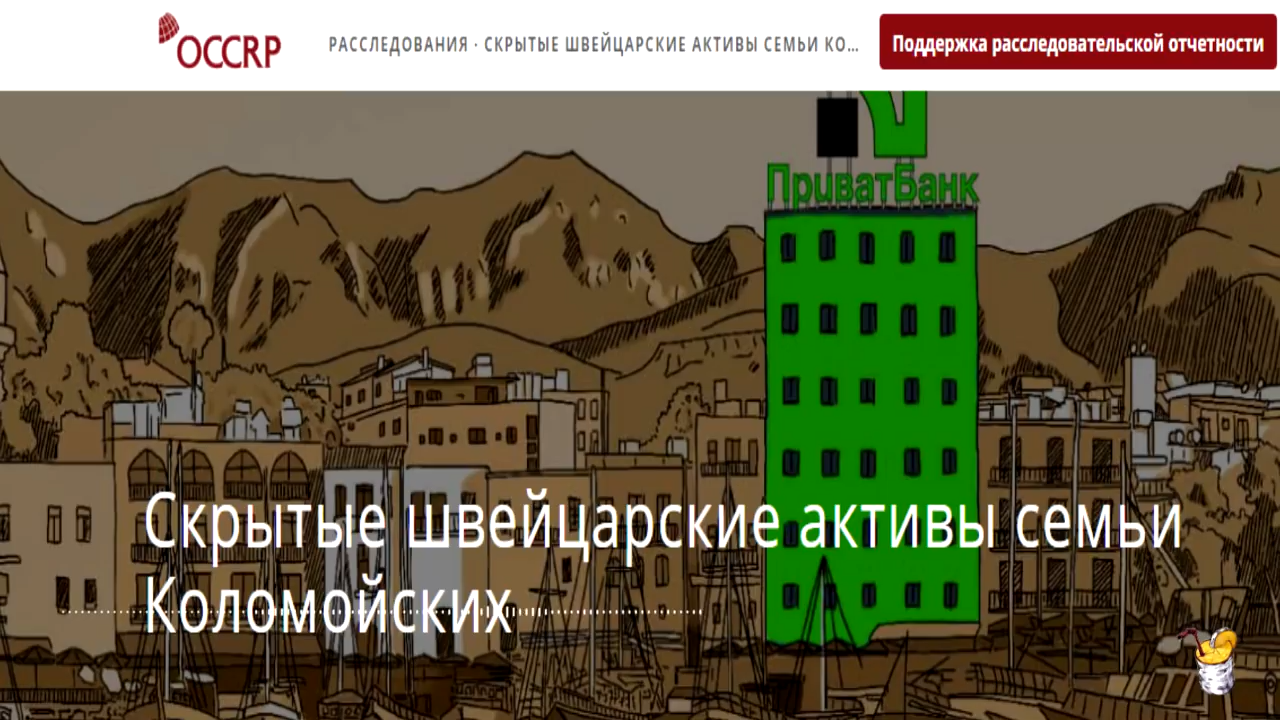 OCCRP
РАССЛЕДОВАНИЯ · СКРЫТЫЕ ШВЕЙЦАРСКИЕ АКТИВЫ СЕМЬИ КО…
Поддержка расследовательской отчетности
ПриватБанк
Скрытые швейцарские активы семьи
Коломойских